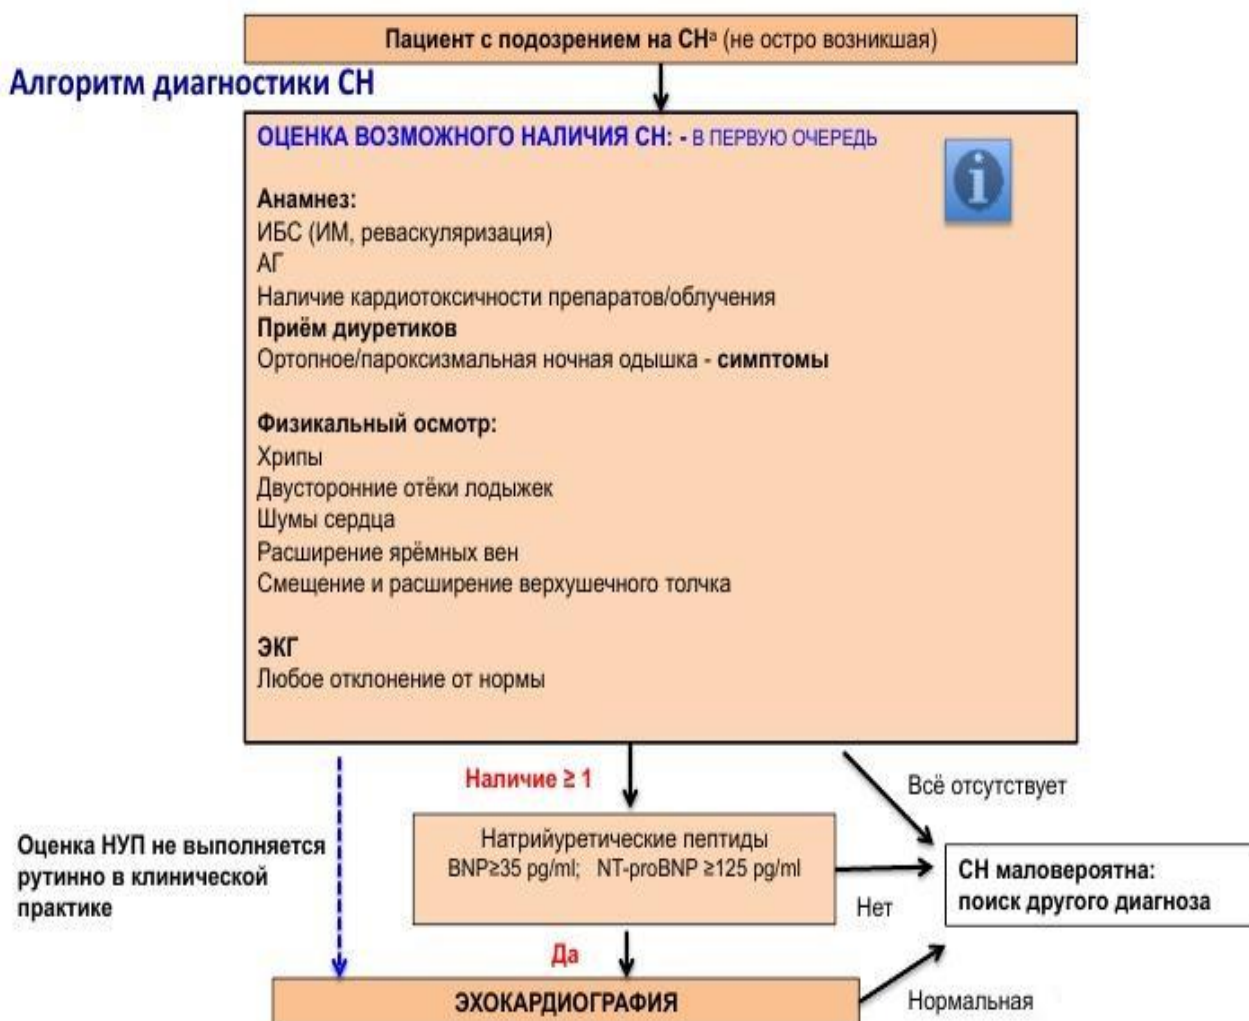 Пациент с подозрением на СНª (не остро возникшая)
Алгоритм диагностики СН
ОЦЕНКА ВОЗМОЖНОГО НАЛИЧИЯ СН: - В ПЕРВУЮ ОЧЕРЕДЬ
i
Анамнез:
ИБС (ИМ, реваскуляризация)
АГ
Наличие кардиотоксичности препаратов/облучения
Приём диуретиков
Ортопное/пароксизмальная ночная одышка - симптомы
Физикальный осмотр:
Хрипы
Двусторонние отёки лодыжек
Шумы сердца
Расширение ярёмных вен
Смещение и расширение верхушечного толчка
ЭКГ
Любое отклонение от нормы
Наличие ≥ 1
Всё отсутствует
Оценка НУП не выполняется
рутинно в клинической
практике
Натрийуретические пептиды
BNP≥35 pg/ml; NT-proBNP ≥125 pg/ml
Нет
СН маловероятна:
поиск другого диагноза
Да
ЭХОКАРДИОГРАФИЯ
Нормальная